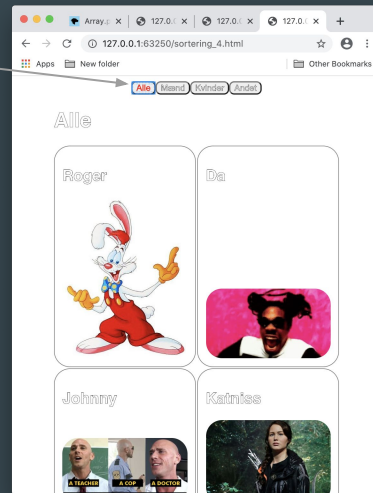 Array.p
127.0.0
127.0.0
127.0.
127.0.0.1:63250/sortering_4.html
Apps
New folder
Other Bookmarks
Alle
Mænd
Kvinder
Andet
Alle
Roger
Da
Johnny
Katniss
A TEACHER
A COP
A DOCTOR